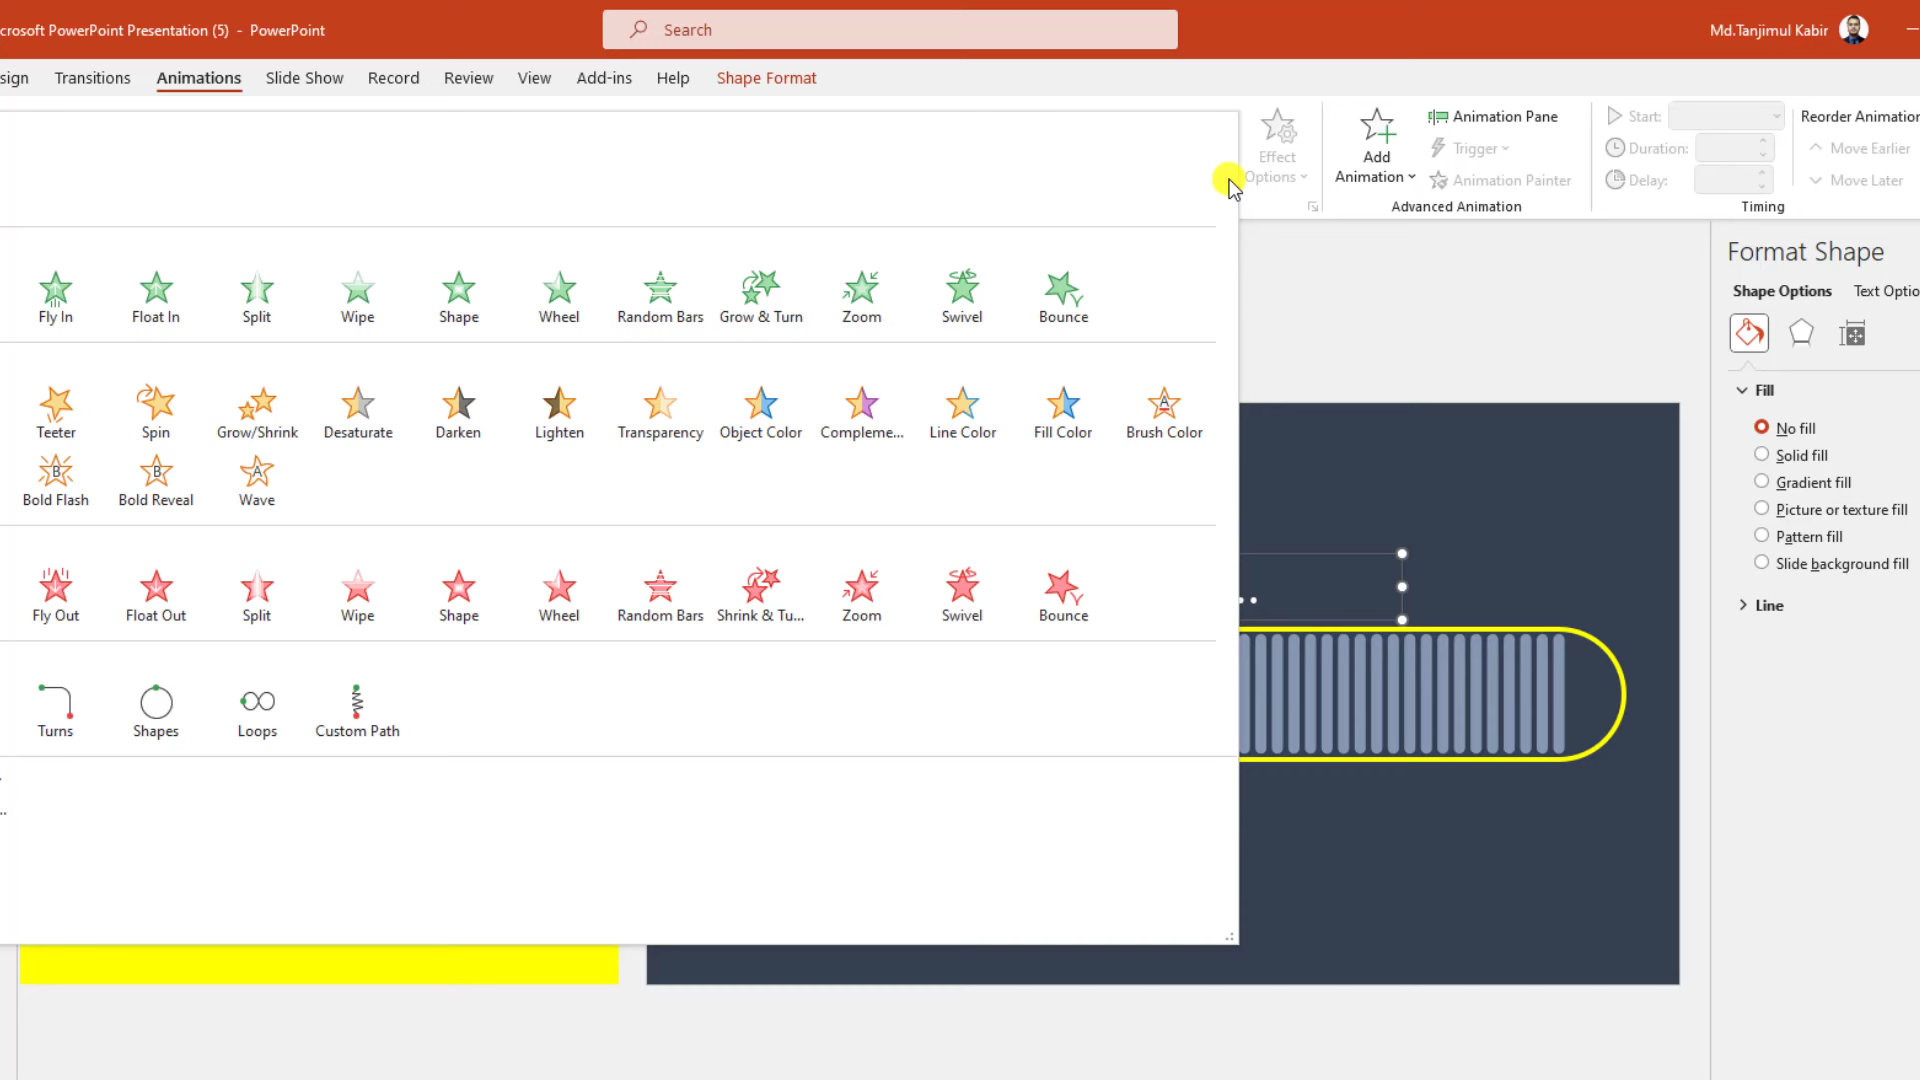 crosoft PowerPoint Presentation (5) - PowerPoint
Search
Md.Tanjimul Kabir
sign Transitions Animations Slide Show Record Review View Add-ins Help Shape Format
Effect Options
Add Animation
Animation Pane
Trigger
Animation Painter
Advanced Animation
Start:
Duration:
Delay:
Timing
Reorder Animation
Move Earlier
Move Later
Fly In Float In Split Wipe Shape Wheel Random Bars Grow & Turn Zoom Swivel Bounce
Teeter Spin Grow/Shrink Desaturate Darken Lighten Transparency Object Color Compleme... Line Color Fill Color Brush Color
Bold Flash Bold Reveal Wave
Fly Out Float Out Split Wipe Shape Wheel Random Bars Shrink & Tu... Zoom Swivel Bounce
Turns Shapes Loops Custom Path
..
..
Format Shape
Shape Options Text Optio
Fill
No fill
Solid fill
Gradient fill
Picture or texture fill
Pattern fill
Slide background fill
Line